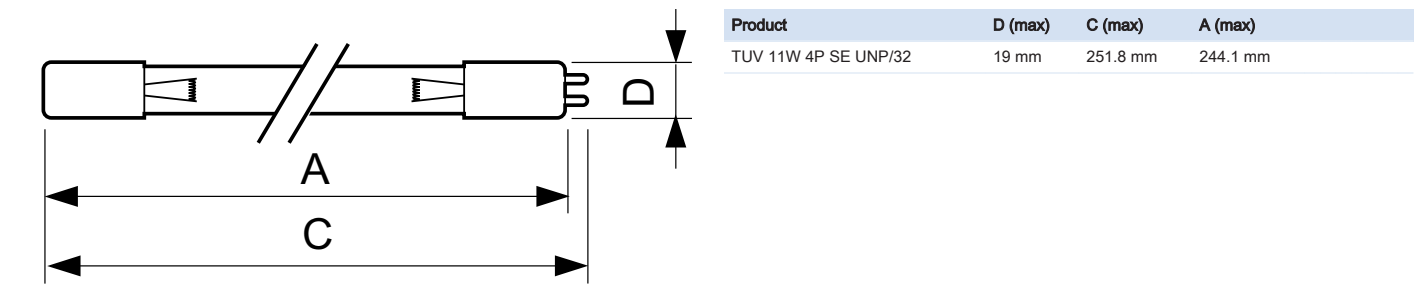 D
A
C
Product D (max) C (max) A (max)
TUV 11W 4P SE UNP/32 19 mm 251.8 mm 244.1 mm